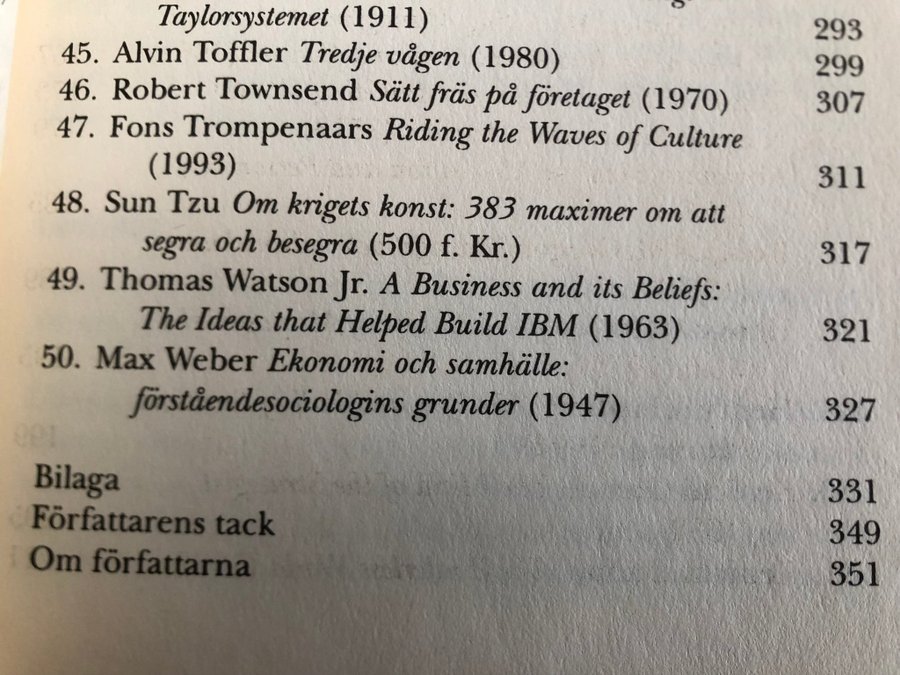 Taylorsystemet (1911) 293
45. Alvin Toffler Tredje vågen (1980) 299
46. Robert Townsend Sätt fräs på företaget (1970) 307
47. Fons Trompenaars Riding the Waves of Culture
(1993) 311
48. Sun Tzu Om krigets konst: 383 maximer om att
segra och besegra (500 f. Kr.) 317
49. Thomas Watson Jr. A Business and its Beliefs:
The Ideas that Helped Build IBM (1963) 321
50. Max Weber Ekonomi och samhälle:
förståendesociologins grunder (1947) 327
Bilaga 331
Författarens tack 349
Om författarna 351